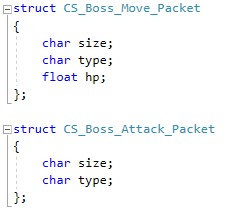 struct CS_Boss_Move_Packet
{
    char size;
    char type;
    float hp;
};
struct CS_Boss_Attack_Packet
{
    char size;
    char type;
};